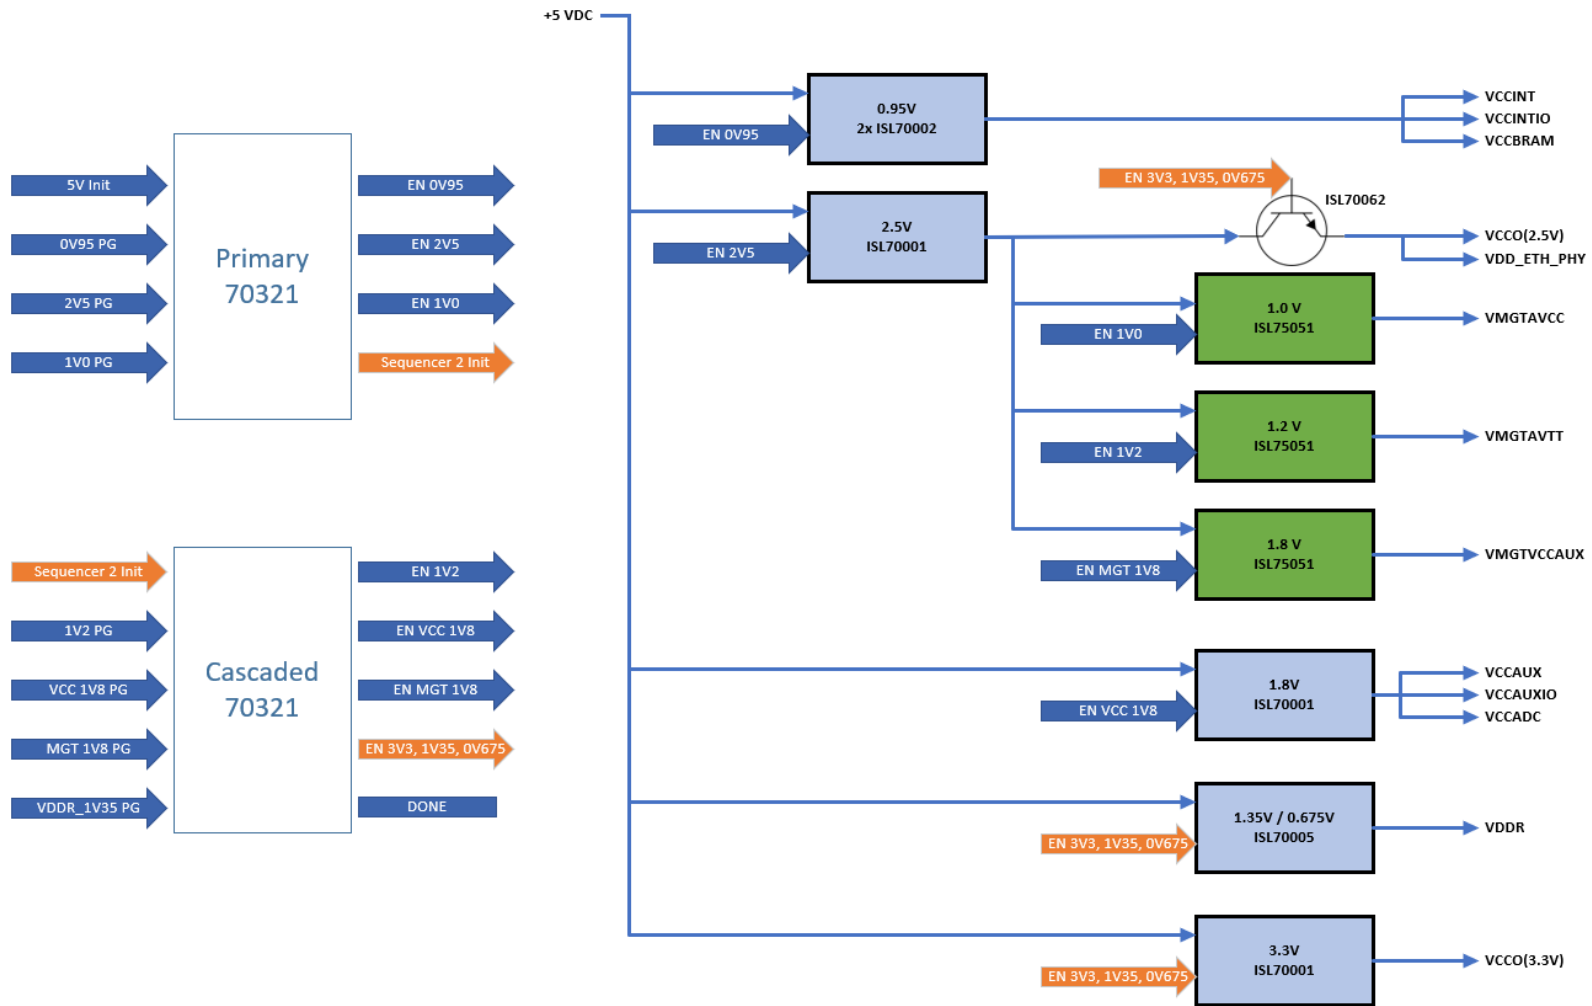 +5 VDC
Primary
70321
5V Init
0V95 PG
2V5 PG
1V0 PG
EN 0V95
EN 2V5
EN 1V0
Sequencer 2 Init
Cascaded
70321
Sequencer 2 Init
1V2 PG
VCC 1V8 PG
MGT 1V8 PG
VDDR_1V35 PG
EN 1V2
EN VCC 1V8
EN MGT 1V8
EN 3V3, 1V35, 0V675
DONE
EN 0V95
0.95V
2x ISL70002
VCCINT
VCCINTIO
VCCBRAM
EN 2V5
2.5V
ISL70001
EN 3V3, 1V35, 0V675
ISL70062
VCCO(2.5V)
VDD_ETH_PHY
EN 1V0
1.0 V
ISL75051
VMGTAVCC
EN 1V2
1.2 V
ISL75051
VMGTAVTT
EN MGT 1V8
1.8 V
ISL75051
VMGTVCCAUX
EN VCC 1V8
1.8V
ISL70001
VCCAUX
VCCAUXIO
VCCADC
EN 3V3, 1V35, 0V675
1.35V / 0.675V
ISL70005
VDDR
EN 3V3, 1V35, 0V675
3.3V
ISL70001
VCCO(3.3V)